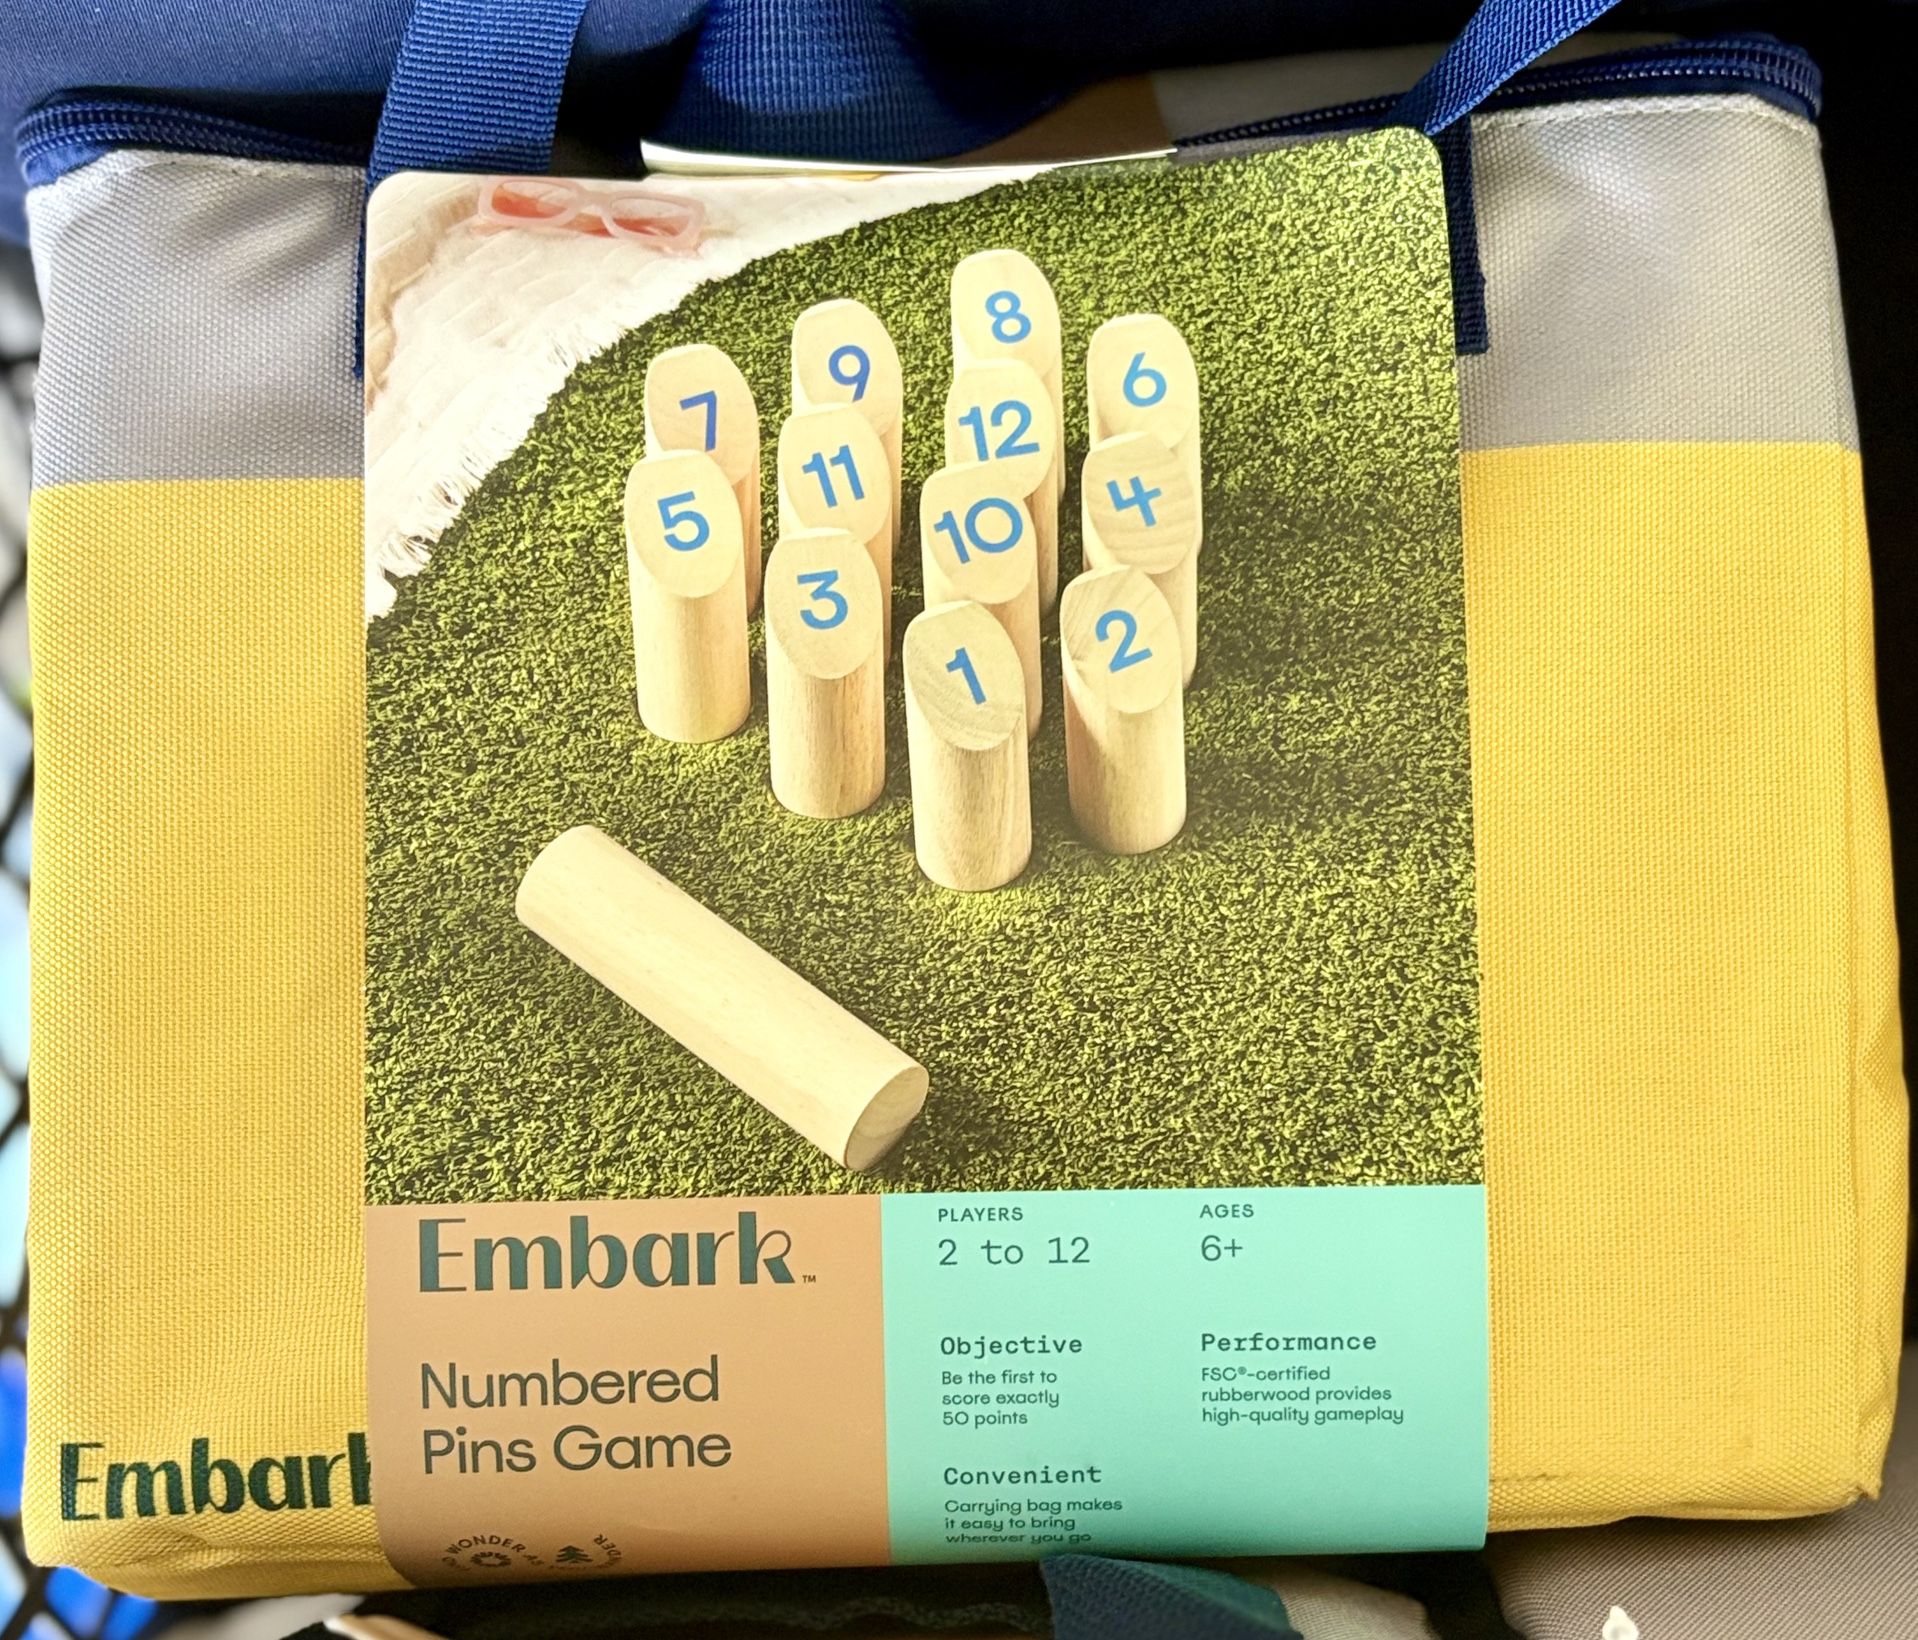 8
9
6
7
12
11
4
5
10
3
2
1
Embark™
Numbered
Pins Game
WONDER
PLAYERS
2 to 12
AGES
6+
Objective
Be the first to
score exactly
50 points
Performance
FSC®-certified
rubberwood provides
high-quality gameplay
Convenient
Carrying bag makes
it easy to bring
wherever you go
Embark